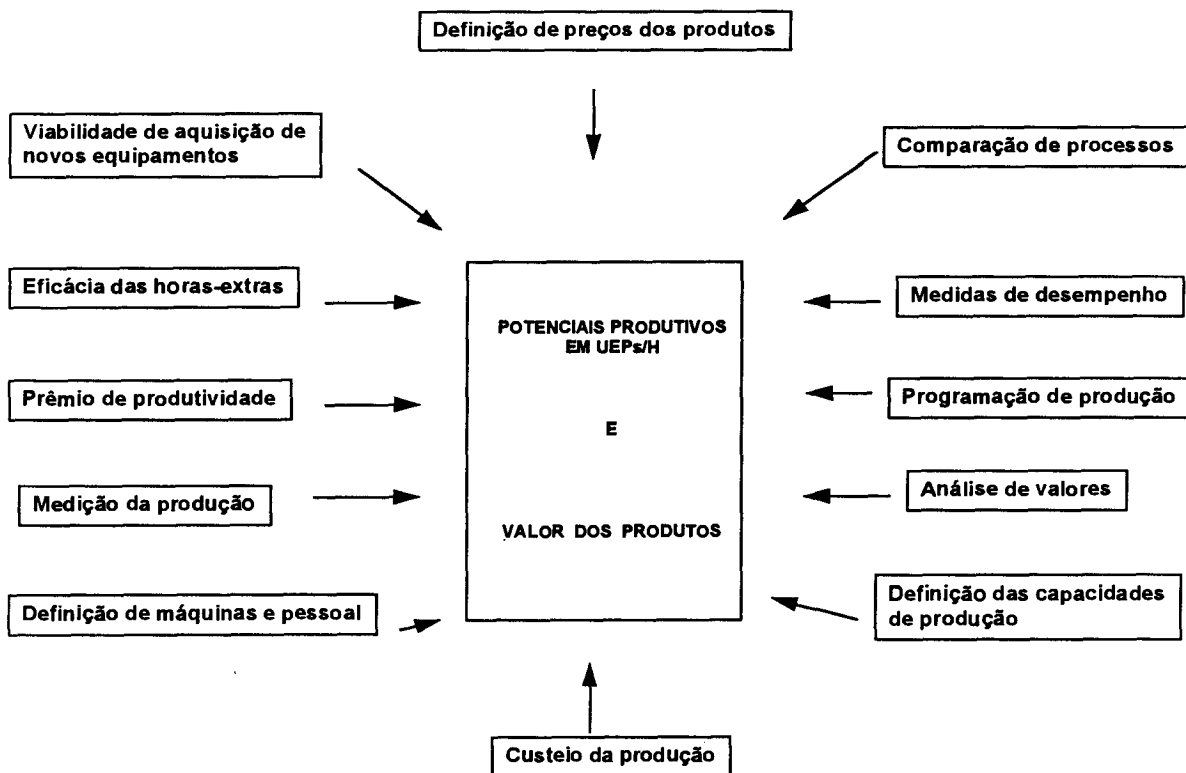 Definição de preços dos produtos
Viabilidade de aquisição de
novos equipamentos
Comparação de processos
Eficácia das horas-extras
Medidas de desempenho
POTENCIAIS PRODUTIVOS
EM UEPs/H
Prêmio de produtividade
Programação de produção
E
Medição da produção
Análise de valores
VALOR DOS PRODUTOS
Definição de máquinas e pessoal
Definição das capacidades
de produção
Custeio da produção